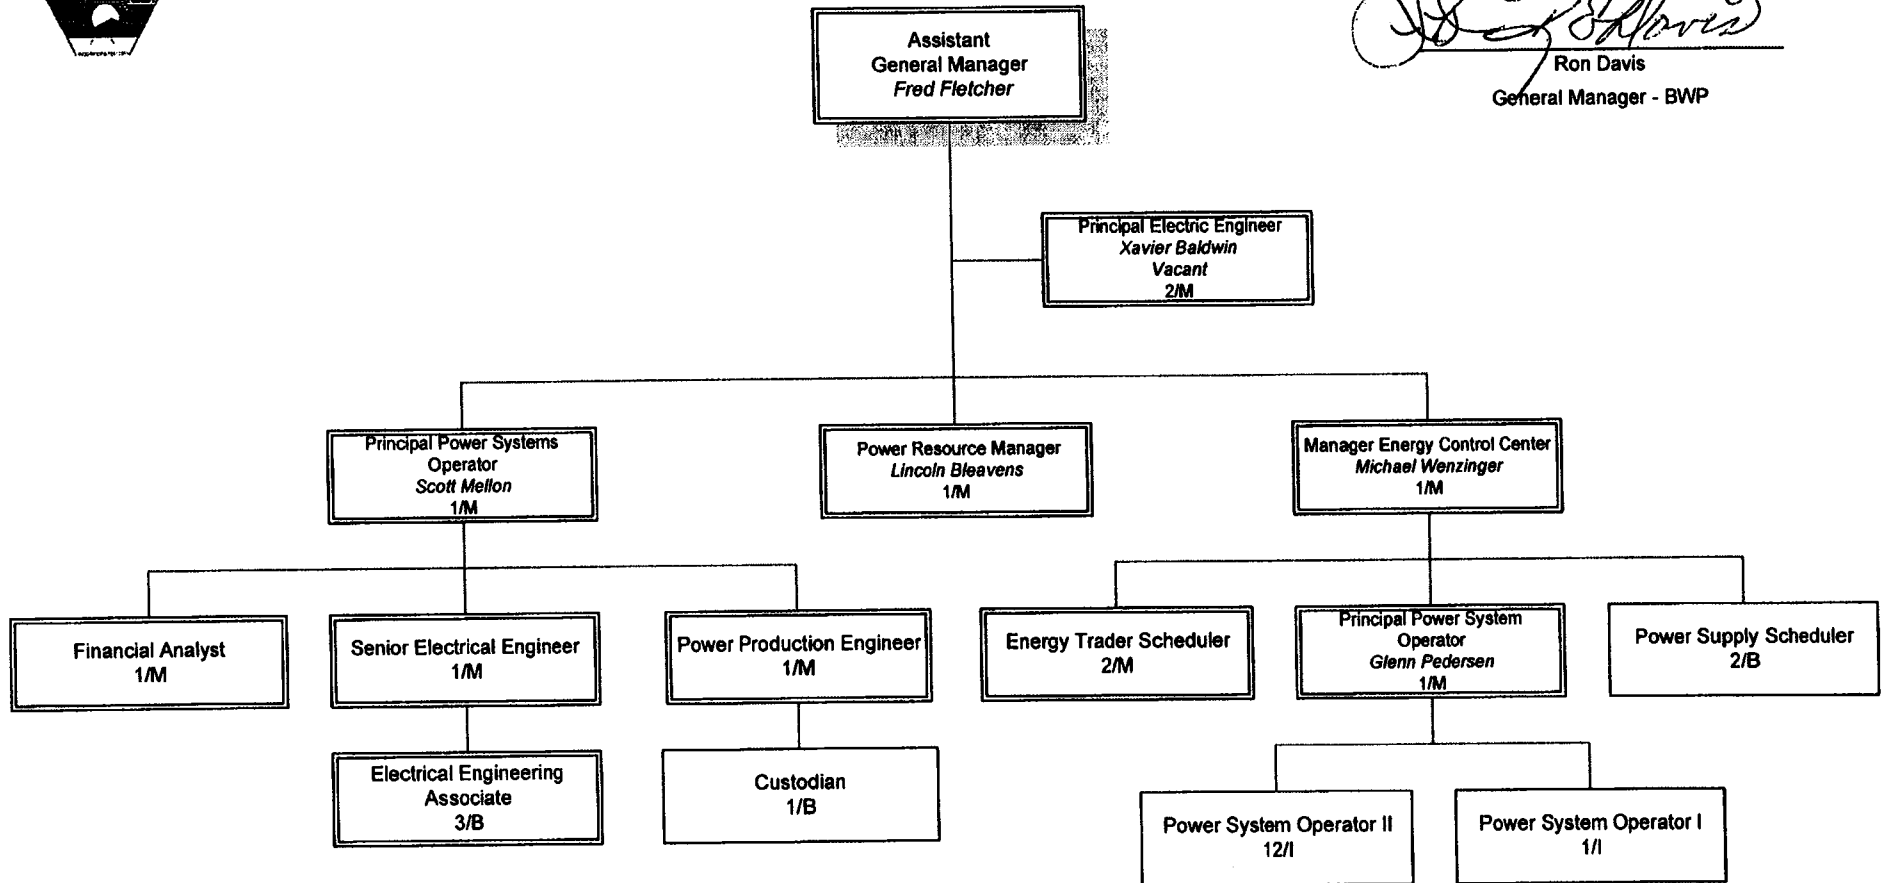 Assistant
General Manager
Fred Fletcher
Ron Davis
General Manager - BWP
Principal Electric Engineer
Xavier Baldwin
Vacant
2/M
Principal Power Systems
Operator
Scott Mellon
1/M
Power Resource Manager
Lincoln Bleavens
1/M
Manager Energy Control Center
Michael Wenzinger
1/M
Financial Analyst
1/M
Senior Electrical Engineer
1/M
Power Production Engineer
1/M
Energy Trader Scheduler
2/M
Principal Power System
Operator
Glenn Pedersen
1/M
Power Supply Scheduler
2/B
Electrical Engineering
Associate
3/B
Custodian
1/B
Power System Operator II
12/I
Power System Operator I
1/I